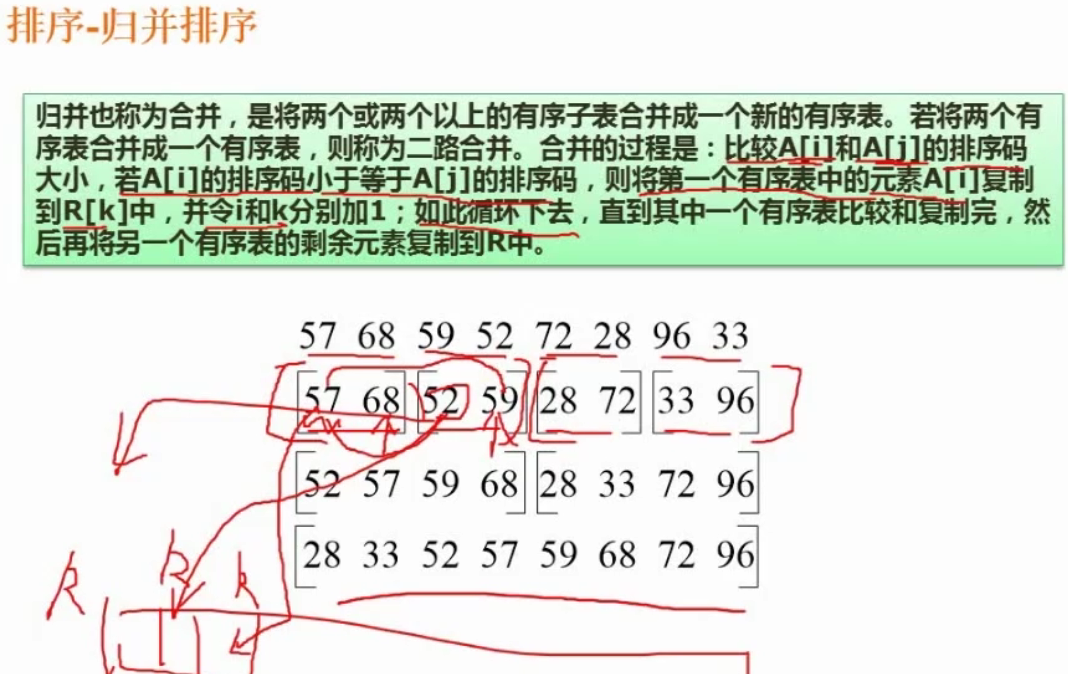 排序-归并排序
归并也称为合并，是将两个或两个以上的有序子表合并成一个新的有序表。若将两个有
序表合并成一个有序表，则称为二路合并。合并的过程是：比较A[i]和A[j]的排序码
大小，若A[i]的排序码小于等于A[j]的排序码，则将第一个有序表中的元素A[i]复制
到R[k]中，并令i和k分别加1；如此循环下去，直到其中一个有序表比较和复制完，然
后再将另一个有序表的剩余元素复制到R中。
57 68 59 52 72 28 96 33
[57 68] [52 59] [28 72] [33 96]
[52 57 59 68] [28 33 72 96]
[28 33 52 57 59 68 72 96]
R k k